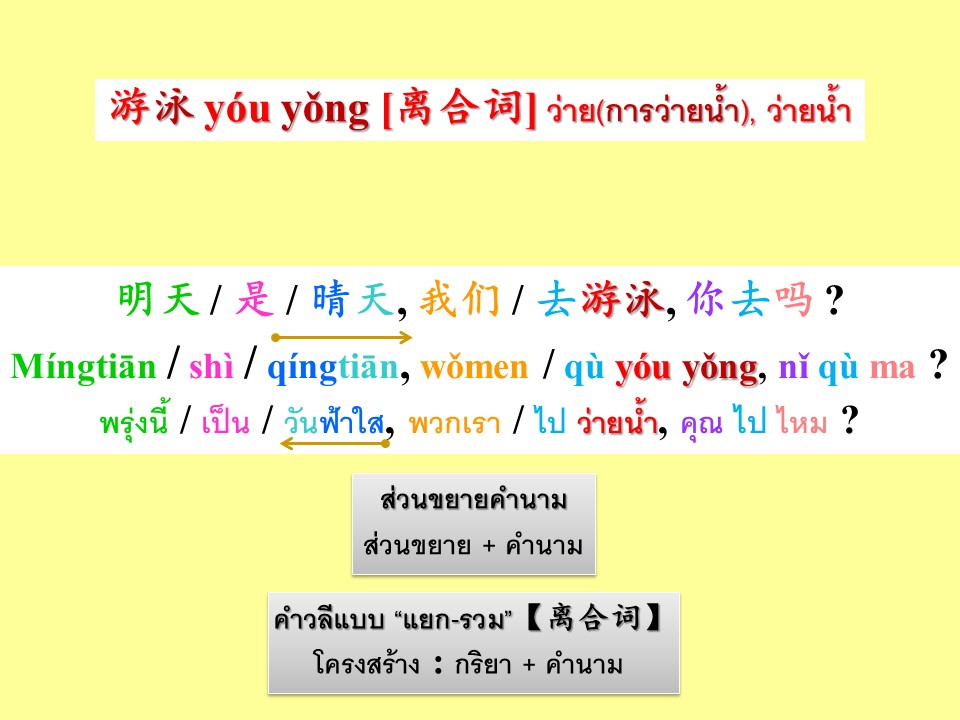 游泳 yóu yǒng [离合词] ว่าย(การว่ายน้ำ), ว่ายน้ำ
明天 / 是 / 晴天, 我们 / 去游泳, 你去吗 ?
Míngtiān / shì / qíngtiān, wǒmen / qù yóu yǒng, nǐ qù ma ?
พรุ่งนี้ / เป็น / วันฟ้าใส, พวกเรา / ไป ว่ายน้ำ, คุณ ไป ไหม ?
ส่วนขยายคำนาม
ส่วนขยาย + คำนาม
คำวลีแบบ “แยก-รวม”【离合词】
โครงสร้าง : กริยา + คำนาม